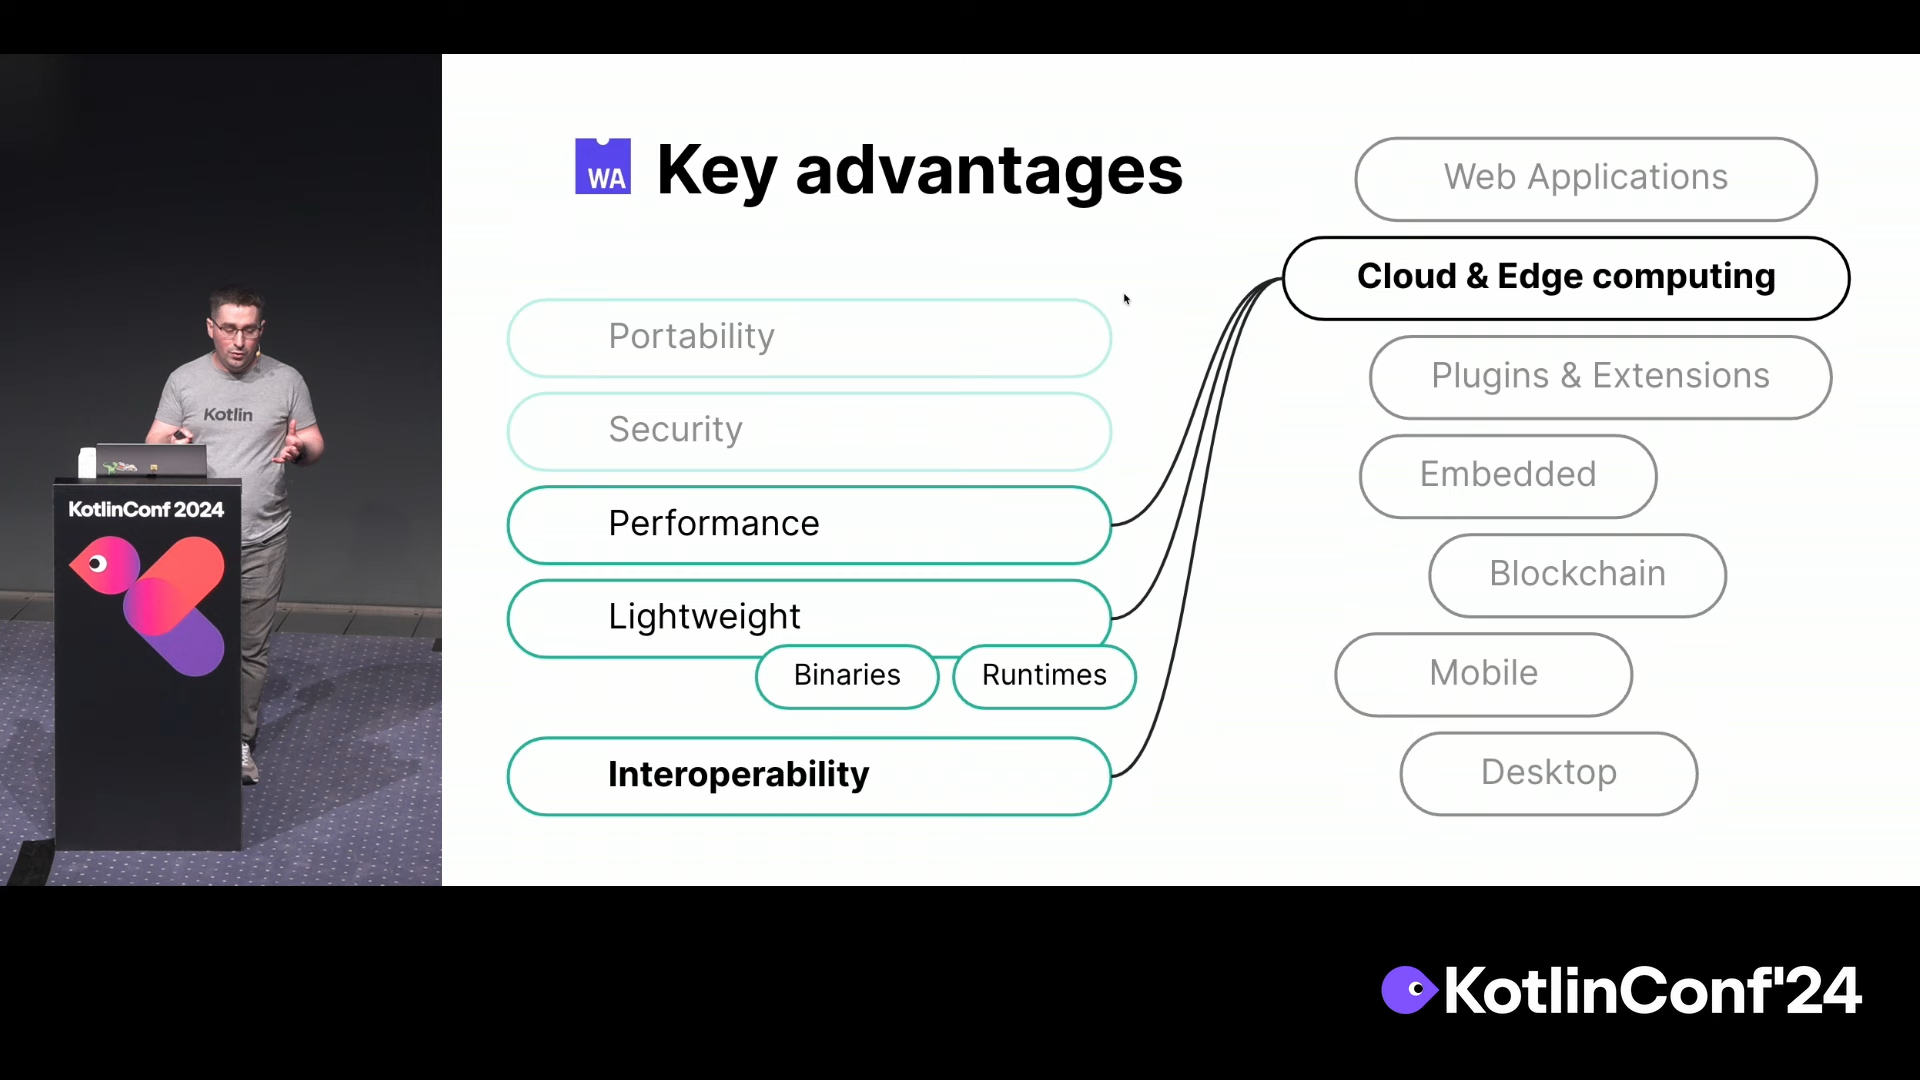 WA
Key advantages
Portability
Security
Performance
Lightweight
Binaries
Runtimes
Interoperability
Web Applications
Cloud & Edge computing
Plugins & Extensions
Embedded
Blockchain
Mobile
Desktop
Kotlin
KotlinConf 2024
KotlinConf'24